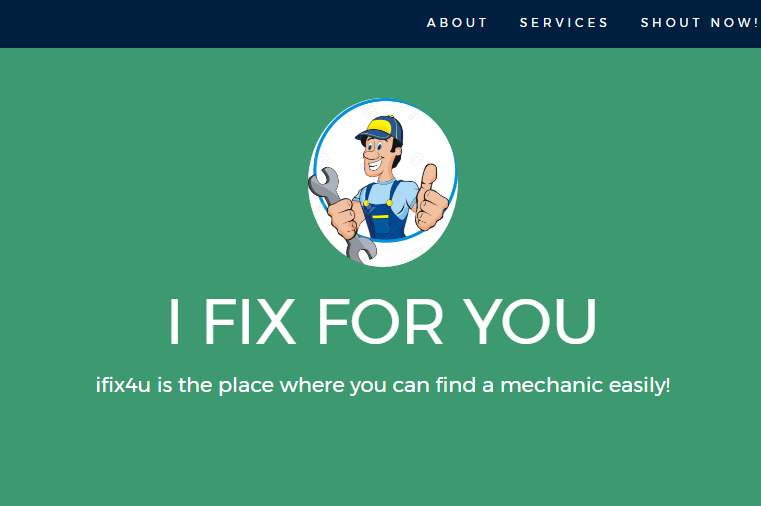 ABOUT SERVICES SHOUT NOW!
I FIX FOR YOU
ifix4u is the place where you can find a mechanic easily!